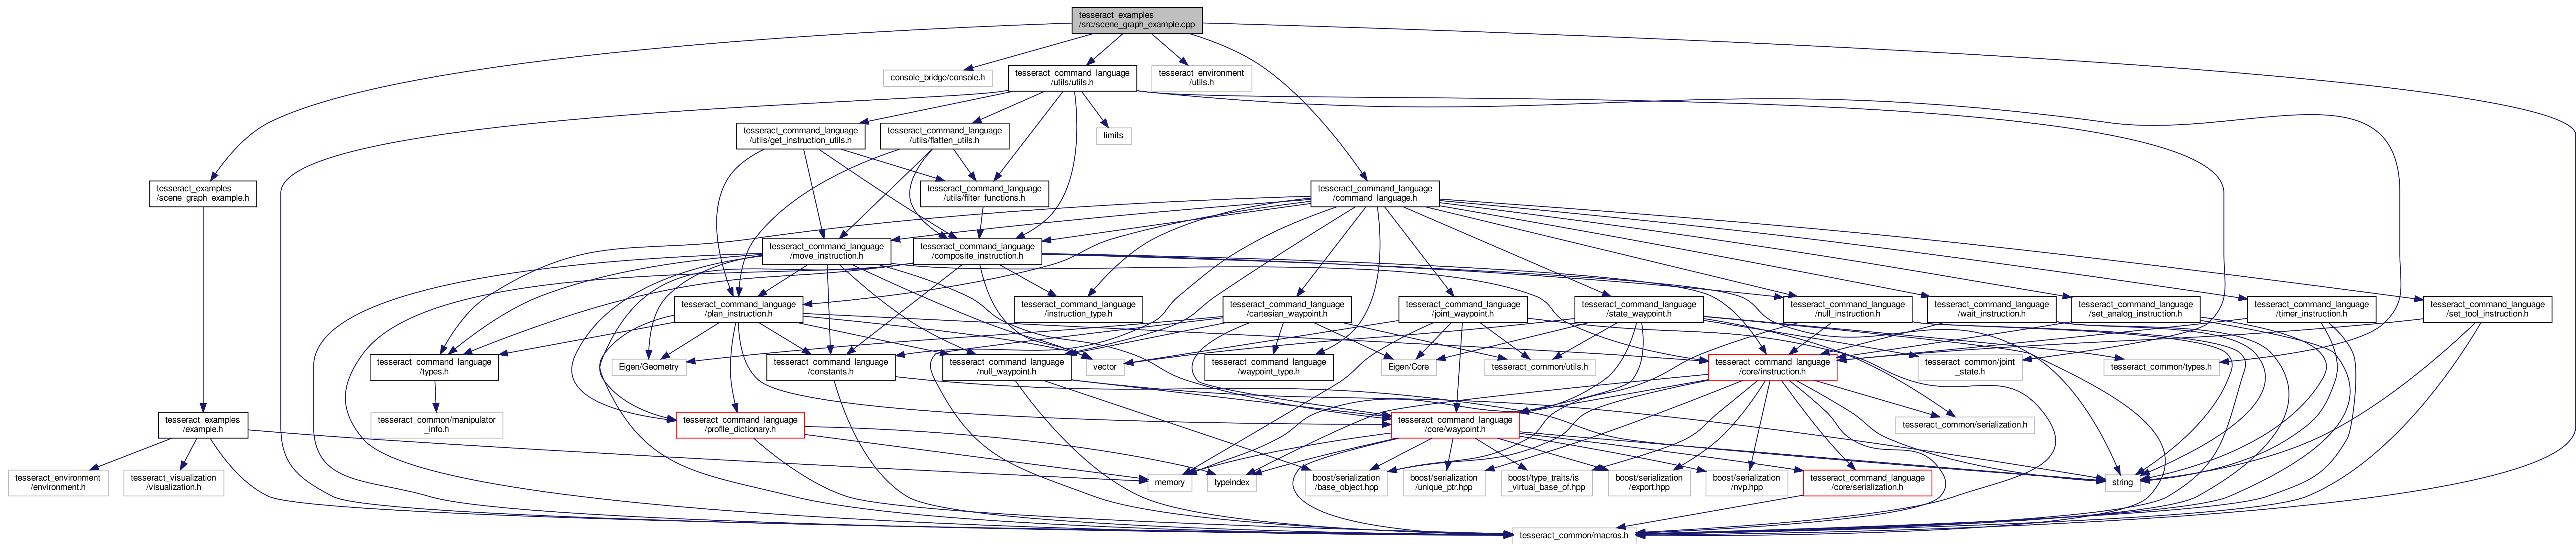 tesseract_examples
/src/scene_graph_example.cpp
console_bridge/console.h
tesseract_command_language
/utils/utils.h
tesseract_environment
/utils.h
tesseract_command_language
/utils/get_instruction_utils.h
tesseract_command_language
/utils/flatten_utils.h
limits
tesseract_examples
/scene_graph_example.h
tesseract_command_language
/utils/filter_functions.h
tesseract_command_language
/command_language.h
tesseract_command_language
/move_instruction.h
tesseract_command_language
/composite_instruction.h
tesseract_command_language
/plan_instruction.h
tesseract_command_language
/instruction_type.h
tesseract_command_language
/cartesian_waypoint.h
tesseract_command_language
/joint_waypoint.h
tesseract_command_language
/state_waypoint.h
tesseract_command_language
/null_instruction.h
tesseract_command_language
/wait_instruction.h
tesseract_command_language
/set_analog_instruction.h
tesseract_command_language
/timer_instruction.h
tesseract_command_language
/set_tool_instruction.h
tesseract_command_language
/types.h
Eigen/Geometry
tesseract_command_language
/constants.h
tesseract_command_language
/null_waypoint.h
vector
tesseract_command_language
/waypoint_type.h
Eigen/Core
tesseract_common/utils.h
tesseract_command_language
/core/instruction.h
tesseract_common/joint
_state.h
tesseract_common/types.h
tesseract_examples
/example.h
tesseract_common/manipulator
_info.h
tesseract_command_language
/profile_dictionary.h
tesseract_command_language
/core/waypoint.h
tesseract_common/serialization.h
tesseract_environment
/environment.h
tesseract_visualization
/visualization.h
memory
typeindex
boost/serialization
/base_object.hpp
boost/serialization
/unique_ptr.hpp
boost/type_traits/is
_virtual_base_of.hpp
boost/serialization
/export.hpp
boost/serialization
/nvp.hpp
tesseract_command_language
/core/serialization.h
string
tesseract_common/macros.h